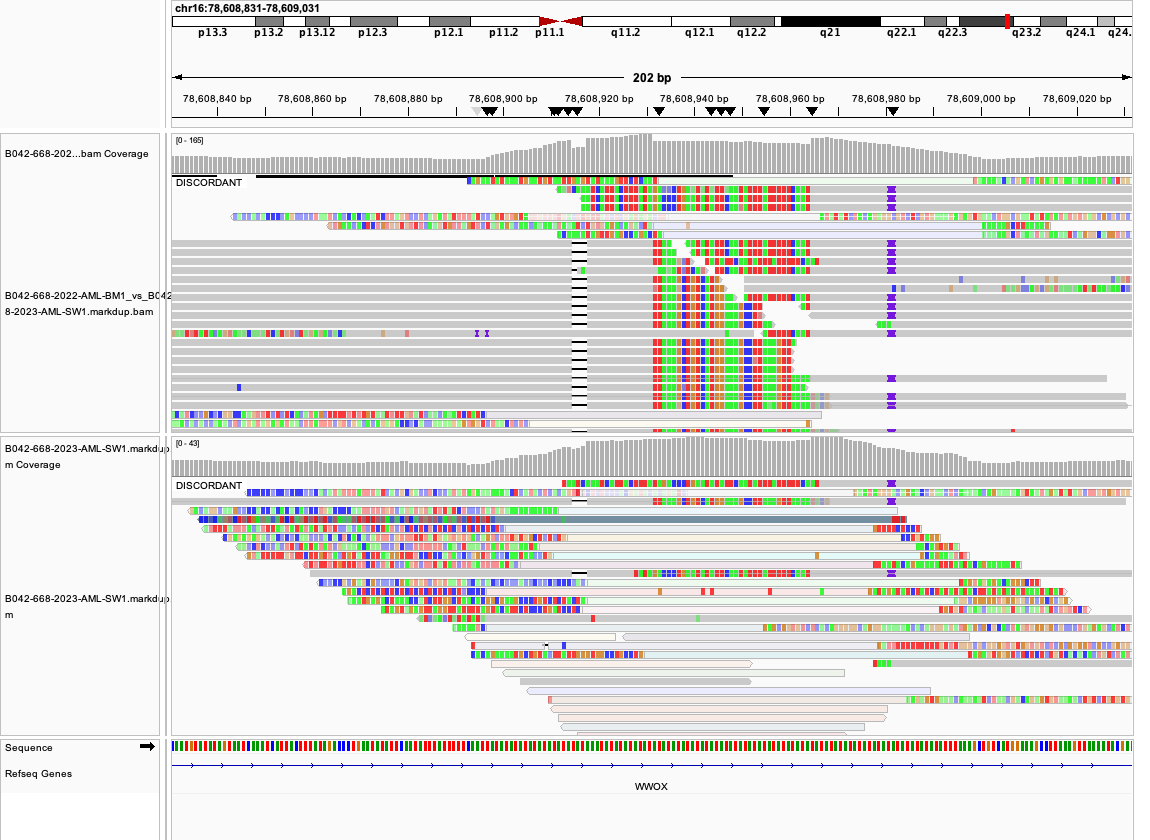 chr16:78,608,831-78,609,031
p13.3 p13.2 p13.12 p12.3 p12.1 p11.2 p11.1 q11.2 q12.1 q12.2 q21 q22.1 q22.3 q23.2 q24.1 q24.
202 bp
78,608,840 bp 78,608,860 bp 78,608,880 bp 78,608,900 bp 78,608,920 bp 78,608,940 bp 78,608,960 bp 78,608,980 bp 78,609,000 bp 78,609,020 bp
[0 - 165]
B042-668-202...bam Coverage
DISCORDANT
B042-668-2022-AML-BM1_vs_B042
8-2023-AML-SW1.markdup.bam
[0 - 43]
B042-668-2023-AML-SW1.markdup
m Coverage
DISCORDANT
B042-668-2023-AML-SW1.markdup
m
Sequence
Refseq Genes
WWOX